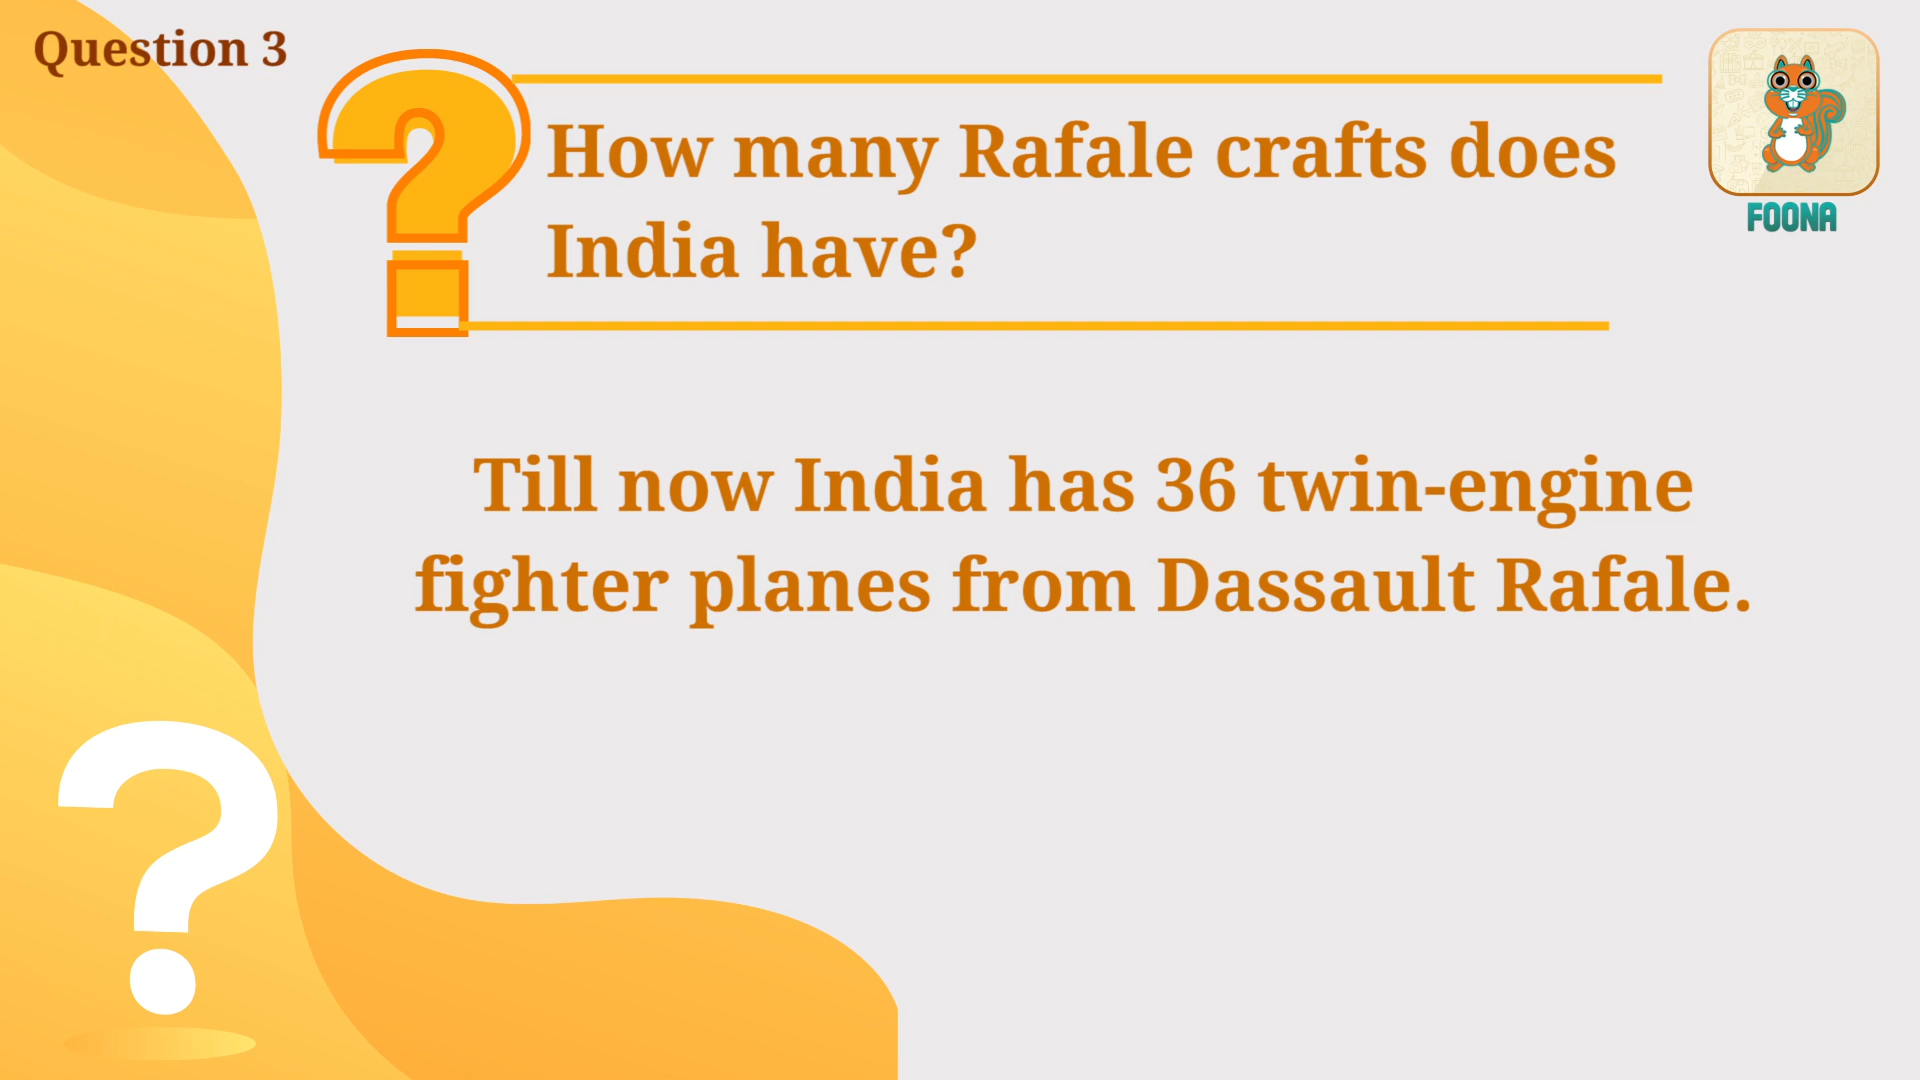 Question 3
How many Rafale crafts does
India have?
FOONA
Till now India has 36 twin-engine
fighter planes from Dassault Rafale.